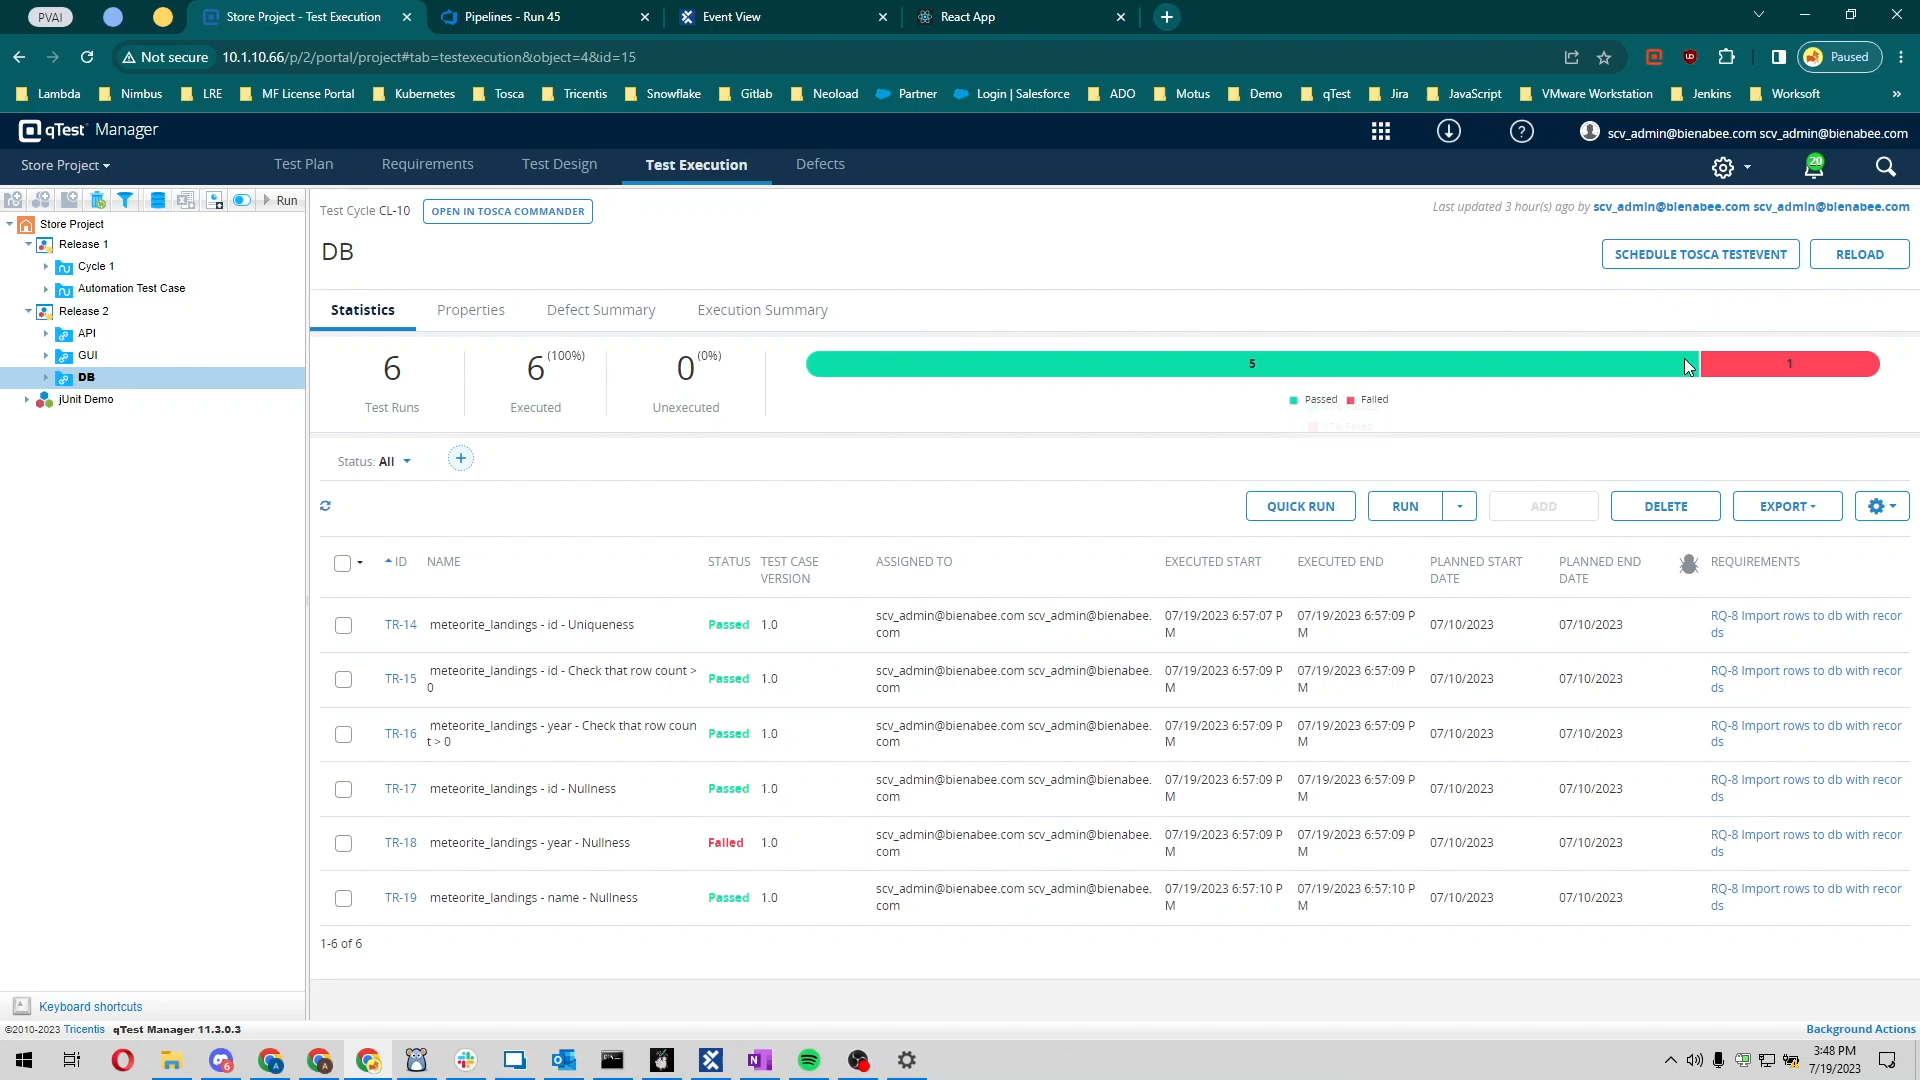 PVAI
Store Project - Test Execution
Pipelines - Run 45
Event View
React App
Not secure
10.1.10.66/p/2/portal/project#tab=testexecution&object=4&id=15
Paused
Lambda
Nimbus
LRE
MF License Portal
Kubernetes
Tosca
Tricentis
Snowflake
Gitlab
Neoload
Partner
Login | Salesforce
ADO
Motus
Demo
qTest
Jira
JavaScript
VMware Workstation
Jenkins
Worksoft
»
qTest Manager
scv_admin@bienabee.com scv_admin@bienabee.com
Store Project
Test Plan
Requirements
Test Design
Test Execution
Defects
20
Run
Store Project
Release 1
Cycle 1
Automation Test Case
Release 2
API
GUI
DB
jUnit Demo
Test Cycle CL-10
OPEN IN TOSCA COMMANDER
Last updated 3 hour(s) ago by scv_admin@bienabee.com scv_admin@bienabee.com
DB
SCHEDULE TOSCA TESTEVENT
RELOAD
Statistics
Properties
Defect Summary
Execution Summary
6
Test Runs
6 (100%)
Executed
0 (0%)
Unexecuted
5
1
Passed
Failed
17% Failed
Status: All
QUICK RUN
RUN
ADD
DELETE
EXPORT
ID
NAME
STATUS
TEST CASE
VERSION
ASSIGNED TO
EXECUTED START
EXECUTED END
PLANNED START
DATE
PLANNED END
DATE
REQUIREMENTS
TR-14 meteorite_landings - id - Uniqueness Passed 1.0 scv_admin@bienabee.com scv_admin@bienabee. 07/19/2023 6:57:07 P 07/19/2023 6:57:09 P 07/10/2023 07/10/2023 RQ-8 Import rows to db with recor
com M M ds
TR-15 meteorite_landings - id - Check that row count > Passed 1.0 scv_admin@bienabee.com scv_admin@bienabee. 07/19/2023 6:57:09 P 07/19/2023 6:57:09 P 07/10/2023 07/10/2023 RQ-8 Import rows to db with recor
0 com M M ds
TR-16 meteorite_landings - year - Check that row coun Passed 1.0 scv_admin@bienabee.com scv_admin@bienabee. 07/19/2023 6:57:09 P 07/19/2023 6:57:09 P 07/10/2023 07/10/2023 RQ-8 Import rows to db with recor
t > 0 com M M ds
TR-17 meteorite_landings - id - Nullness Passed 1.0 scv_admin@bienabee.com scv_admin@bienabee. 07/19/2023 6:57:09 P 07/19/2023 6:57:09 P 07/10/2023 07/10/2023 RQ-8 Import rows to db with recor
com M M ds
TR-18 meteorite_landings - year - Nullness Failed 1.0 scv_admin@bienabee.com scv_admin@bienabee. 07/19/2023 6:57:09 P 07/19/2023 6:57:09 P 07/10/2023 07/10/2023 RQ-8 Import rows to db with recor
com M M ds
TR-19 meteorite_landings - name - Nullness Passed 1.0 scv_admin@bienabee.com scv_admin@bienabee. 07/19/2023 6:57:10 P 07/19/2023 6:57:10 P 07/10/2023 07/10/2023 RQ-8 Import rows to db with recor
com M M ds
1-6 of 6
Keyboard shortcuts
©2010-2023 Tricentis qTest Manager 11.3.0.3
Background Actions
3:48 PM
7/19/2023